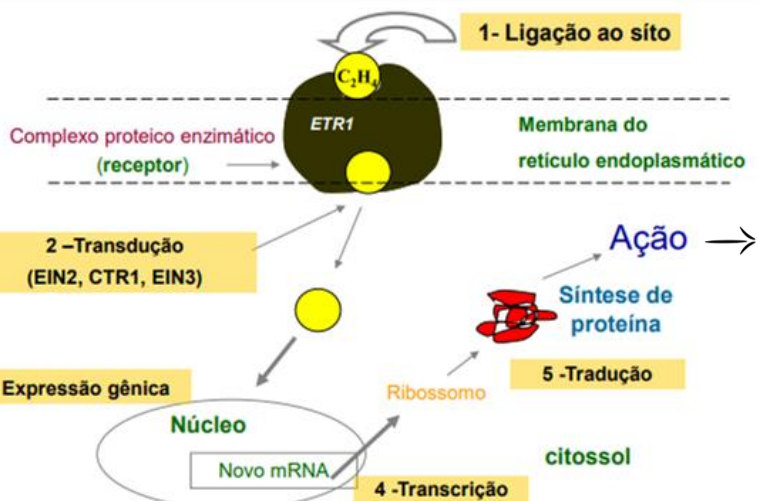 1- Ligação ao síto
C₂H₄
ETR1
Complexo proteico enzimático
(receptor)
Membrana do
retículo endoplasmático
2 –Transdução
(EIN2, CTR1, EIN3)
Ação
Síntese de
proteína
5 -Tradução
Expressão gênica
Ribossomo
Núcleo
Novo mRNA
citossol
4 -Transcrição